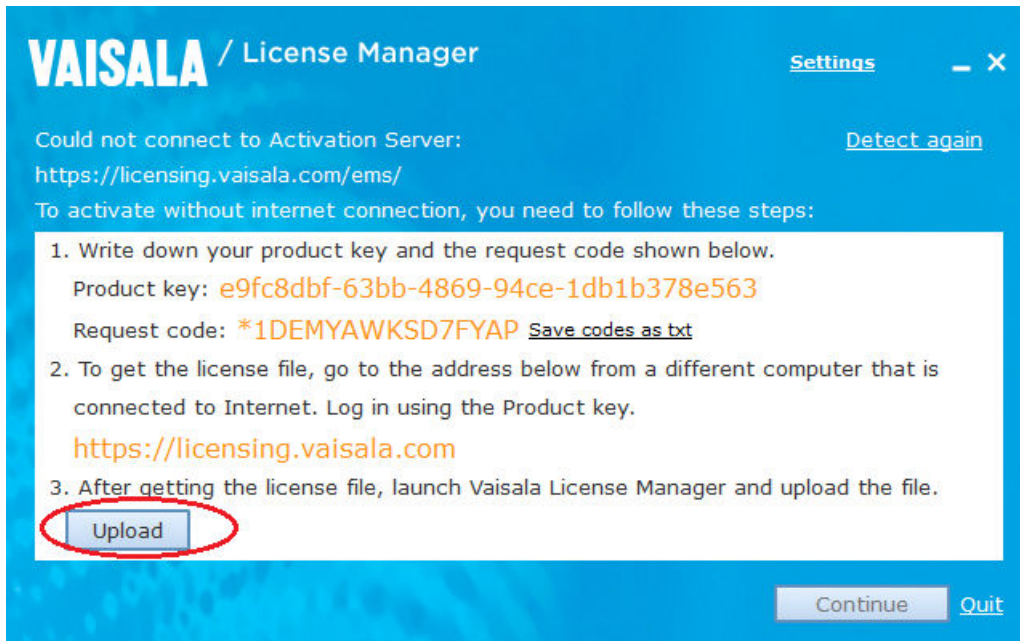 VAISALA / License Manager
Settings
Could not connect to Activation Server:
Detect again
https://licensing.vaisala.com/ems/
To activate without internet connection, you need to follow these steps:
1. Write down your product key and the request code shown below.
Product key: e9fc8dbf-63bb-4869-94ce-1db1b378e563
Request code: *1DEMYAWKSD7FYAP Save codes as txt
2. To get the license file, go to the address below from a different computer that is
connected to Internet. Log in using the Product key.
https://licensing.vaisala.com
3. After getting the license file, launch Vaisala License Manager and upload the file.
Upload
Continue
Quit